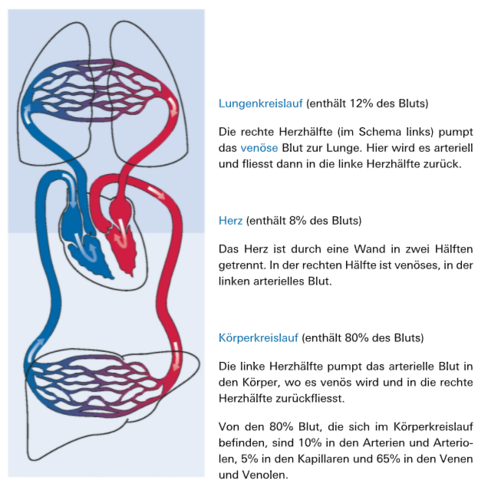 Lungenkreislauf (enthält 12% des Bluts)
Die rechte Herzhälfte (im Schema links) pumpt
das venöse Blut zur Lunge. Hier wird es arteriell
und fliesst dann in die linke Herzhälfte zurück.
Herz (enthält 8% des Bluts)
Das Herz ist durch eine Wand in zwei Hälften
getrennt. In der rechten Hälfte ist venöses, in der
linken arterielles Blut.
Körperkreislauf (enthält 80% des Bluts)
Die linke Herzhälfte pumpt das arterielle Blut in
den Körper, wo es venös wird und in die rechte
Herzhälfte zurückfliesst.
Von den 80% Blut, die sich im Körperkreislauf
befinden, sind 10% in den Arterien und Arterio-
len, 5% in den Kapillaren und 65% in den Venen
und Venolen.